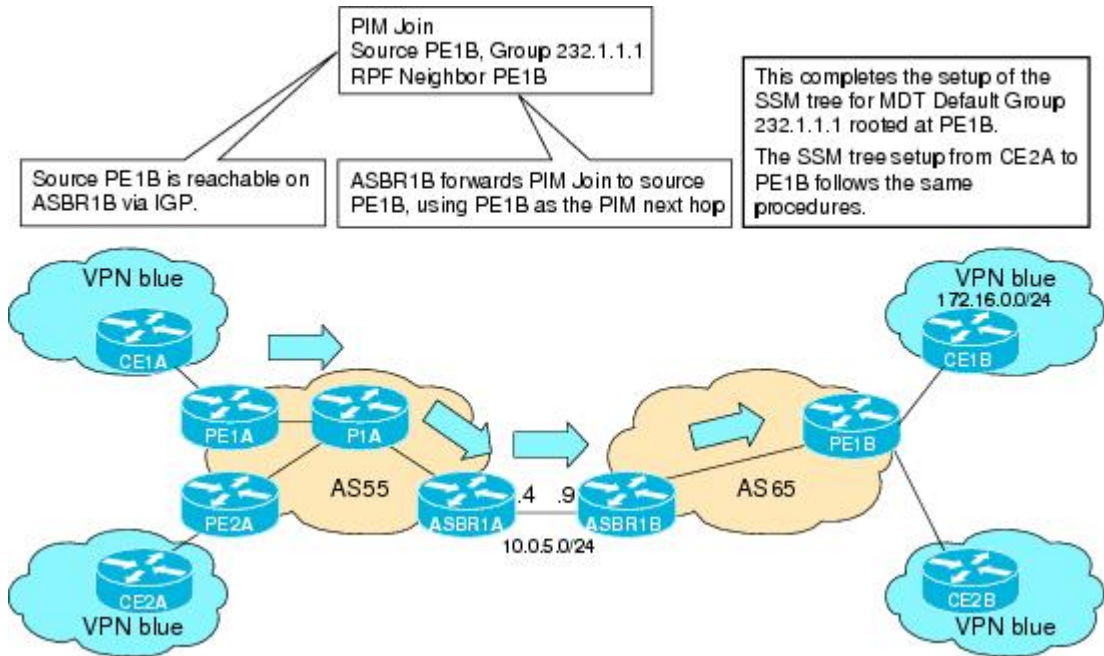 PIM Join
Source PE1B, Group 232.1.1.1
RPF Neighbor PE1B
This completes the setup of the
SSM tree for MDT Default Group
232.1.1.1 rooted at PE1B.
The SSM tree setup from CE2A to
PE1B follows the same
procedures.
Source PE1B is reachable on
ASBR1B via IGP.
ASBR1B forwards PIM Join to source
PE1B, using PE1B as the PIM next hop
VPN blue
CE1A
VPN blue
172.16.0.0/24
CE1B
PE1A
P1A
PE1B
PE2A
AS55
ASBR1A
.4
.9
ASBR1B
AS65
10.0.5.0/24
CE2A
VPN blue
CE2B
VPN blue